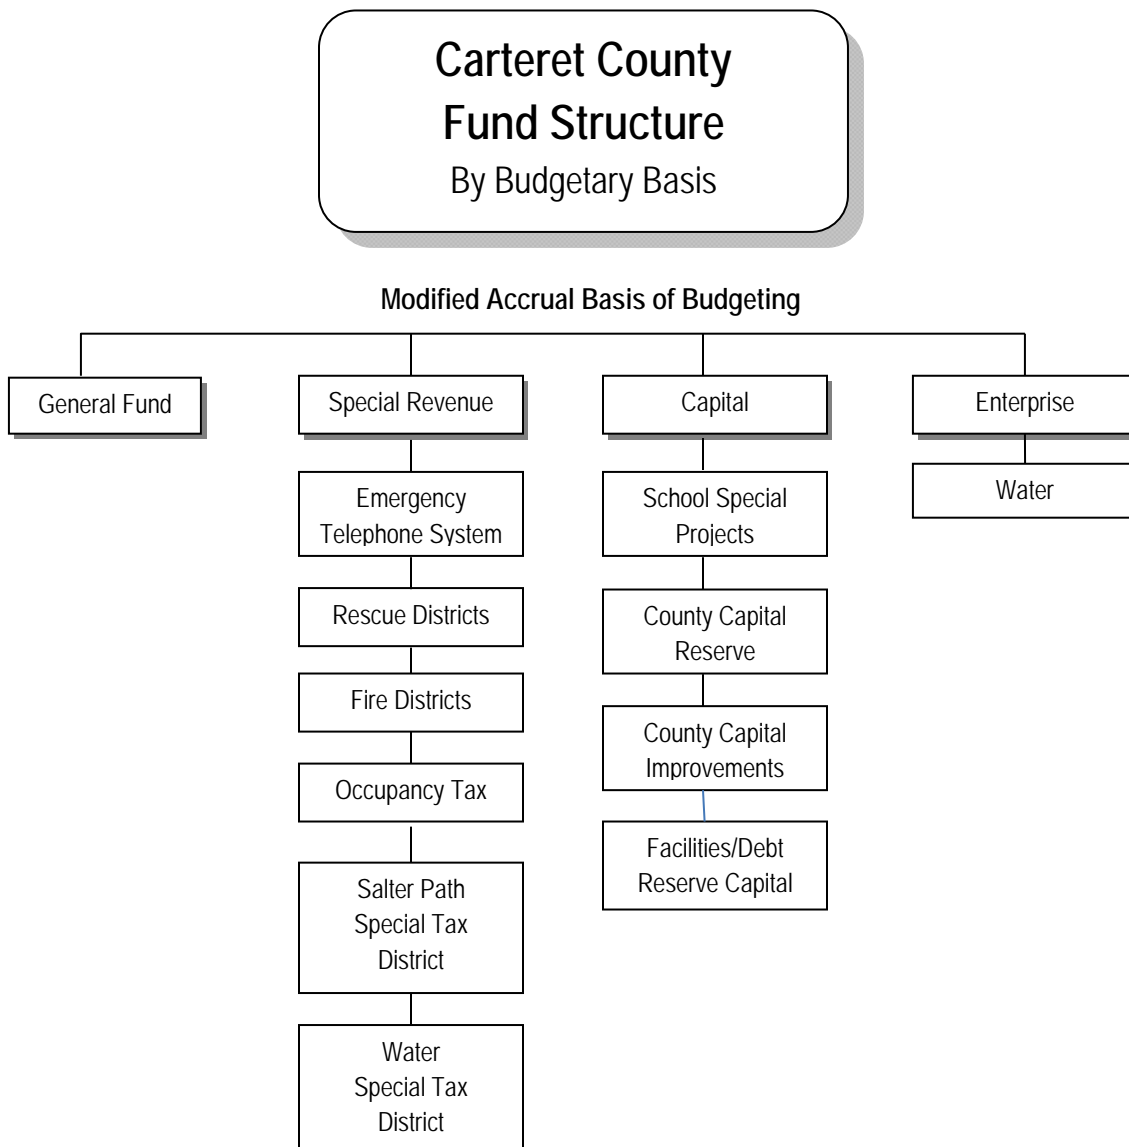 Carteret County
Fund Structure
By Budgetary Basis
Modified Accrual Basis of Budgeting
General Fund
Special Revenue
Capital
Enterprise
Emergency
Telephone System
Rescue Districts
Fire Districts
Occupancy Tax
Salter Path
Special Tax
District
Water
Special Tax
District
School Special
Projects
County Capital
Reserve
County Capital
Improvements
Facilities/Debt
Reserve Capital
Water